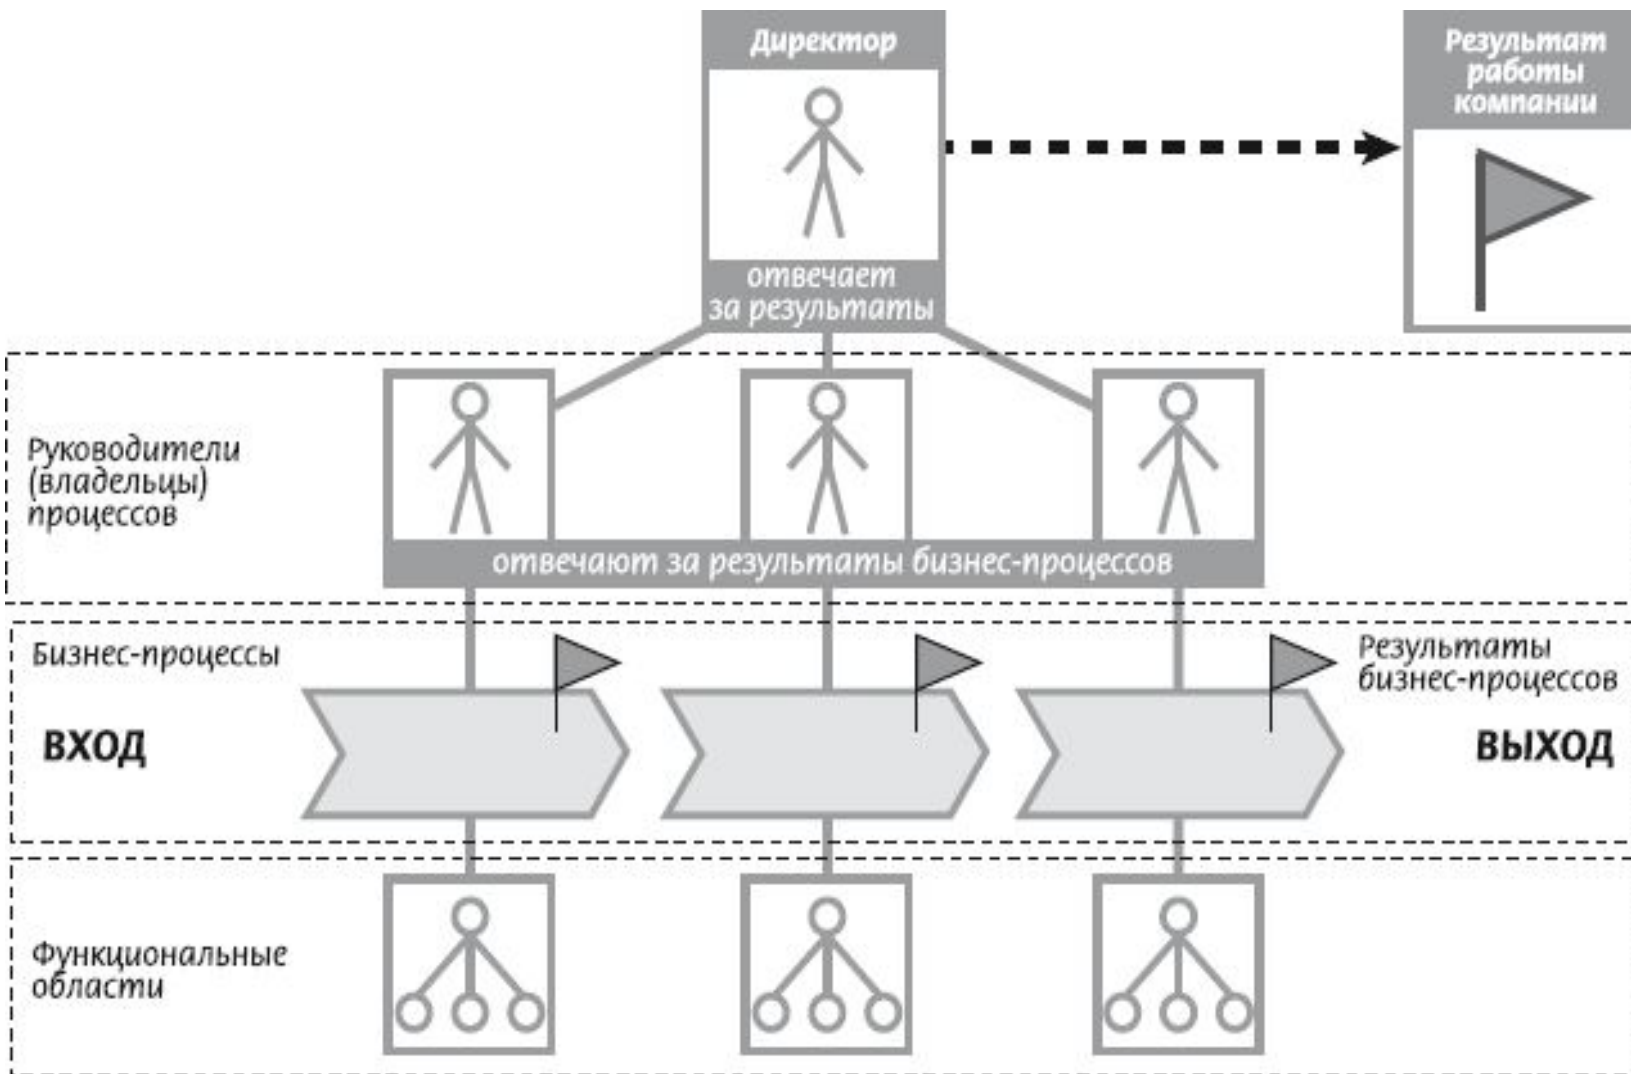 Директор
Результат
работы
компании
отвечает
за результаты
Руководители
(владельцы)
процессов
отвечают за результаты бизнес-процессов
Бизнес-процессы
Результаты
бизнес-процессов
ВХОД
ВЫХОД
Функциональные
области